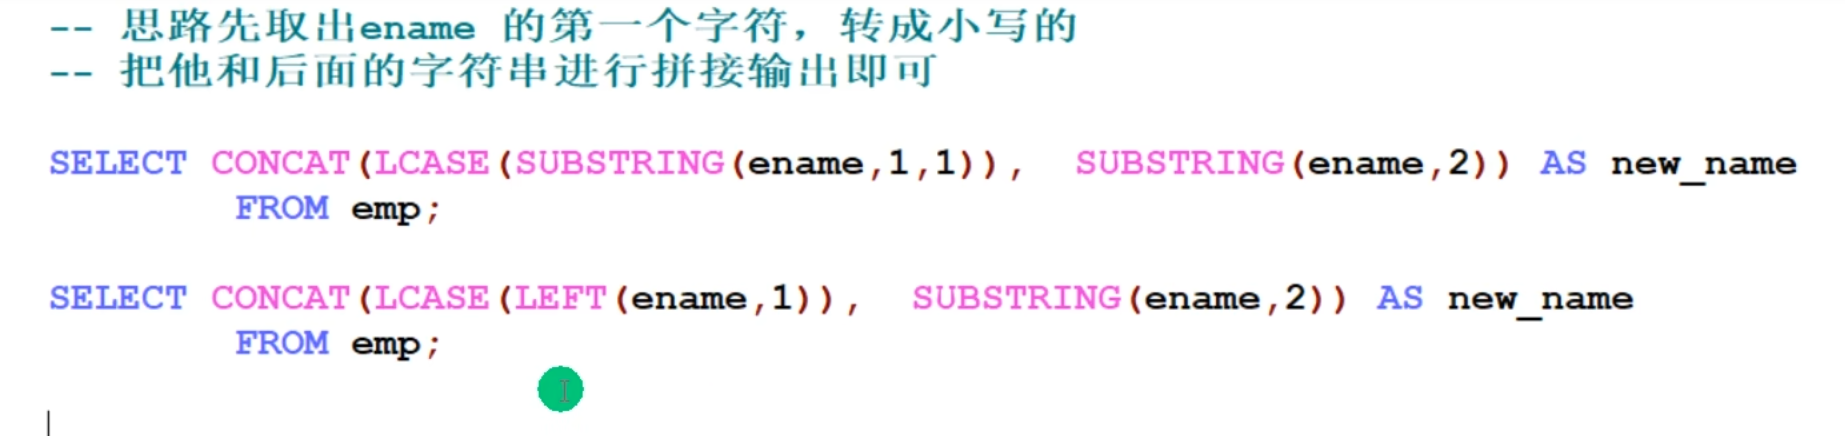 -- 思路先取出ename 的第一个字符，转成小写的
-- 把他和后面的字符串进行拼接输出即可
SELECT CONCAT(LCASE(SUBSTRING(ename,1,1)),  SUBSTRING(ename,2)) AS new_name
FROM emp;
SELECT CONCAT(LCASE(LEFT(ename,1)),  SUBSTRING(ename,2)) AS new_name
FROM emp;